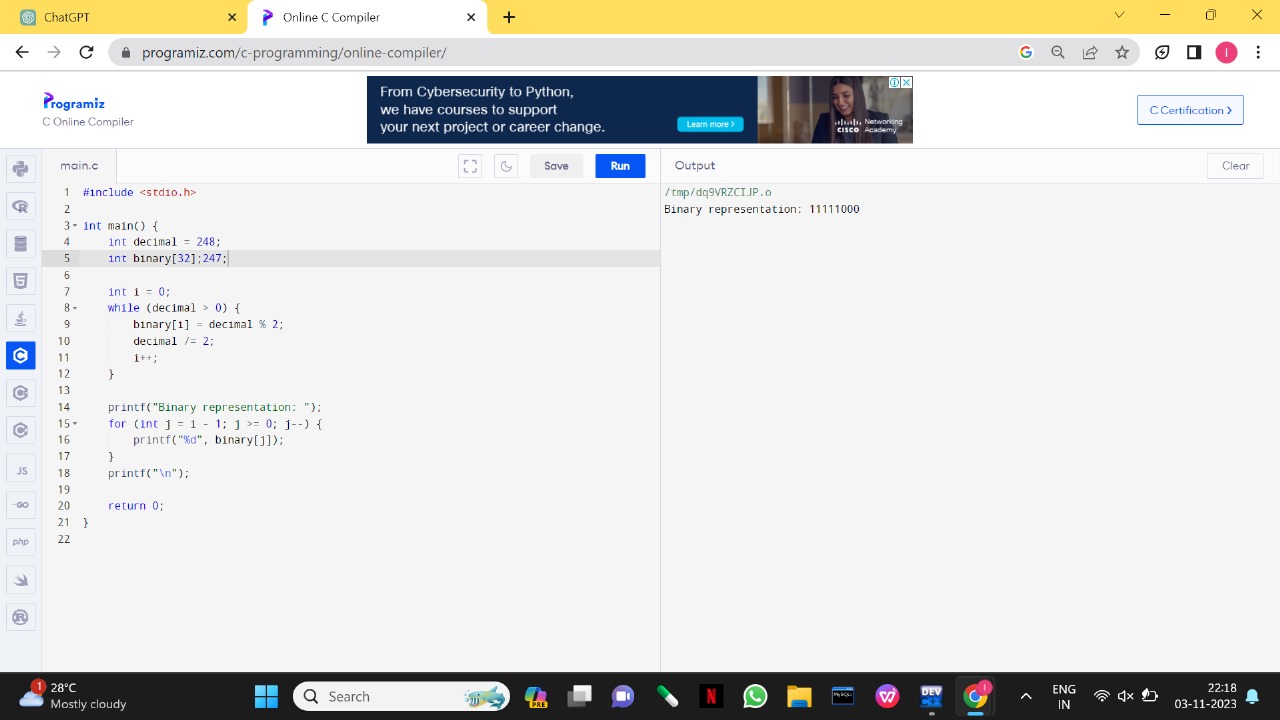 ChatGPT
Online C Compiler
programiz.com/c-programming/online-compiler/
Programiz
C Online Compiler
From Cybersecurity to Python,
we have courses to support
your next project or career change.
Learn more >
CISCO Networking Academy
C Certification >
main.c
Save
Run
Output
Clear
1 #include <stdio.h>
2
3 int main() {
4 int decimal = 248;
5 int binary[32];247;
6
7 int i = 0;
8 while (decimal > 0) {
9 binary[i] = decimal % 2;
10 decimal /= 2;
11 i++;
12 }
13
14 printf("Binary representation: ");
15 for (int j = i - 1; j >= 0; j--) {
16 printf("%d", binary[j]);
17 }
18 printf("\n");
19
20 return 0;
21 }
22
/tmp/dq9VRZCIJP.o
Binary representation: 11111000
JS
GO
php
1
28°C
Mostly cloudy
Search
PRE
N
MySQL
DEV
C++
1
ENG
IN
22:18
03-11-2023